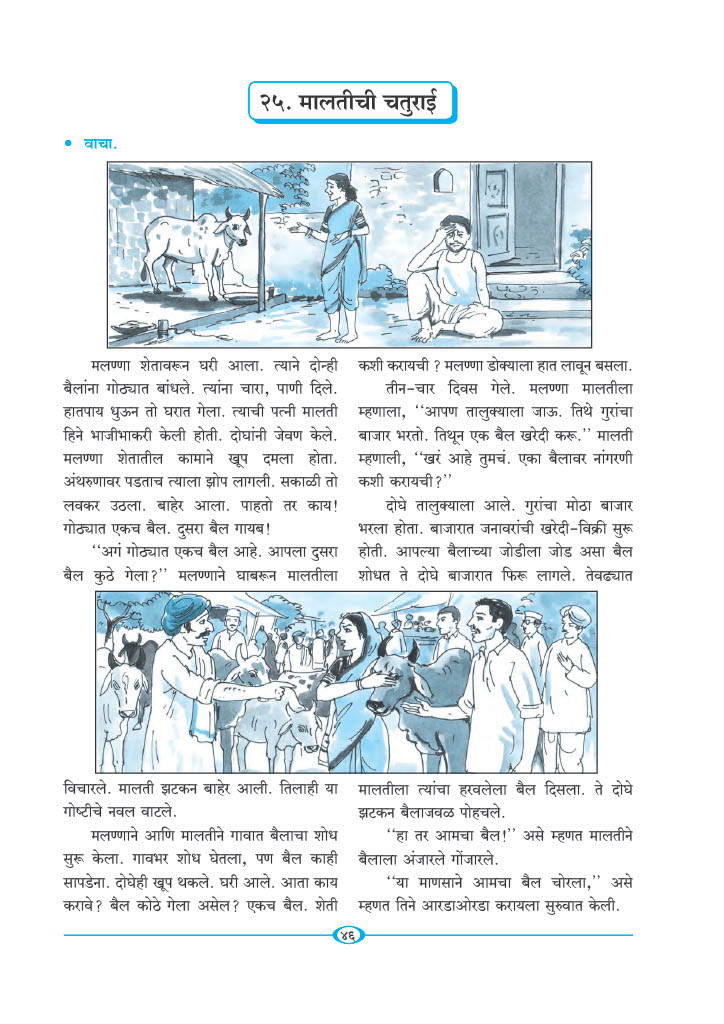 २५. मालतीची चतुराई
• वाचा.
मलण्णा शेतावरून घरी आला. त्याने दोन्ही
बैलांना गोठ्यात बांधले. त्यांना चारा, पाणी दिले.
हातपाय धुऊन तो घरात गेला. त्याची पत्नी मालती
हिने भाजीभाकरी केली होती. दोघांनी जेवण केले.
मलण्णा शेतातील कामाने खूप दमला होता.
अंथरुणावर पडताच त्याला झोप लागली. सकाळी तो
लवकर उठला. बाहेर आला. पाहतो तर काय!
गोठ्यात एकच बैल. दुसरा बैल गायब!
‘‘अगं गोठ्यात एकच बैल आहे. आपला दुसरा
बैल कुठे गेला?’’ मलण्णाने घाबरून मालतीला
विचारले. मालती झटकन बाहेर आली. तिलाही या
गोष्टीचे नवल वाटले.
मलण्णाने आणि मालतीने गावात बैलाचा शोध
सुरू केला. गावभर शोध घेतला, पण बैल काही
सापडेना. दोघेही खूप थकले. घरी आले. आता काय
करावे? बैल कोठे गेला असेल? एकच बैल. शेती
कशी करायची ? मलण्णा डोक्याला हात लावून बसला.
तीन-चार दिवस गेले. मलण्णा मालतीला
म्हणाला, ‘‘आपण तालुक्याला जाऊ. तिथे गुरांचा
बाजार भरतो. तिथून एक बैल खरेदी करू.’’ मालती
म्हणाली, ‘‘खरं आहे तुमचं. एका बैलावर नांगरणी
कशी करायची?’’
दोघे तालुक्याला आले. गुरांचा मोठा बाजार
भरला होता. बाजारात जनावरांची खरेदी-विक्री सुरू
होती. आपल्या बैलाच्या जोडीला जोड असा बैल
शोधत ते दोघे बाजारात फिरू लागले. तेवढ्यात
मालतीला त्यांचा हरवलेला बैल दिसला. ते दोघे
झटकन बैलाजवळ पोहचले.
‘‘हा तर आमचा बैल!’’ असे म्हणत मालतीने
बैलाला अंजारले गोंजारले.
‘‘या माणसाने आमचा बैल चोरला,’’ असे
म्हणत तिने आरडाओरडा करायला सुरुवात केली.
४६